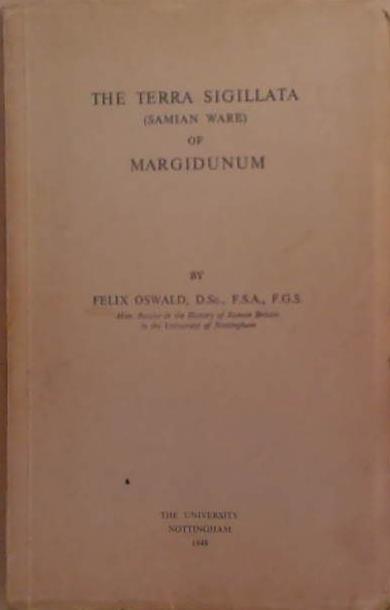 THE TERRA SIGILLATA
(SAMIAN WARE)
OF
MARGIDUNUM
BY
FELIX OSWALD, D.Sc., F.S.A., F.G.S.
Hon. Reader in the History of Roman Britain
in the University of Nottingham
THE UNIVERSITY
NOTTINGHAM
1948